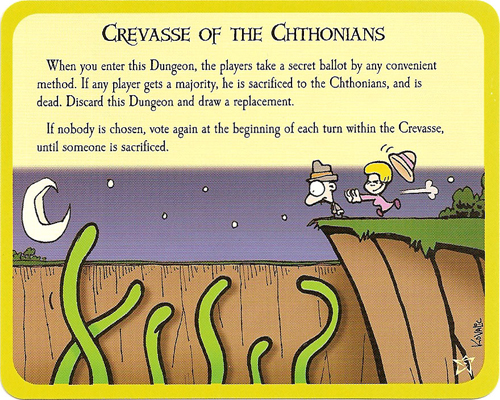 Crevasse of the Chthonians
When you enter this Dungeon, the players take a secret ballot by any convenient
method. If any player gets a majority, he is sacrificed to the Chthonians, and is
dead. Discard this Dungeon and draw a replacement.
If nobody is chosen, vote again at the beginning of each turn within the Crevasse,
until someone is sacrificed.
Kovalic